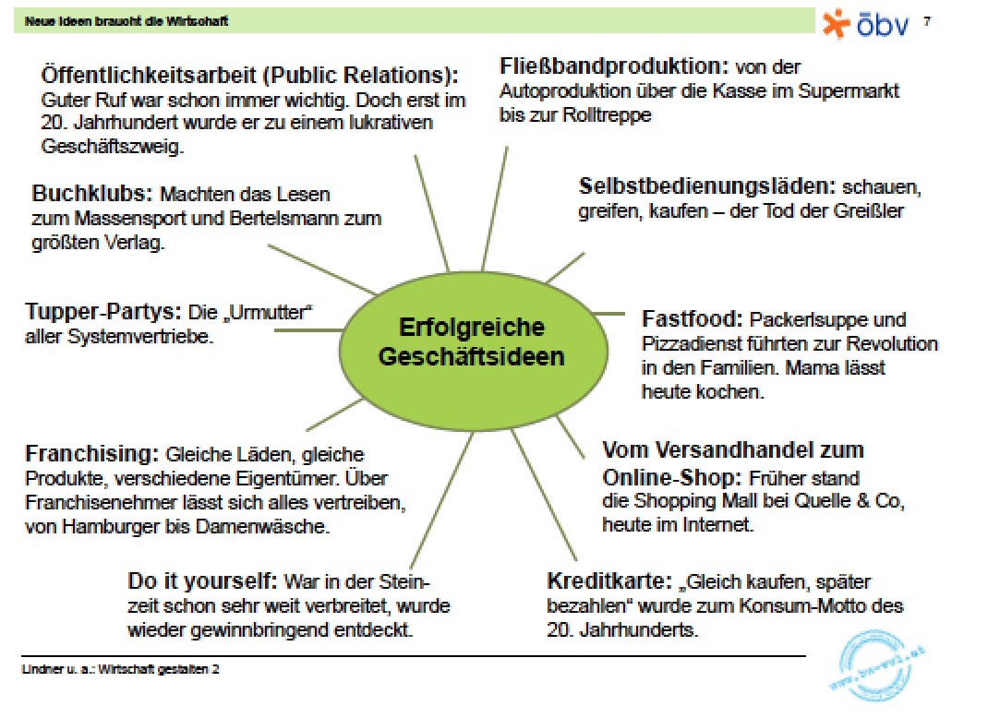 Neue Ideen braucht die Wirtschaft
öbv 7
Öffentlichkeitsarbeit (Public Relations):
Guter Ruf war schon immer wichtig. Doch erst im
20. Jahrhundert wurde er zu einem lukrativen
Geschäftszweig.
Fließbandproduktion: von der
Autoproduktion über die Kasse im Supermarkt
bis zur Rolltreppe
Buchklubs: Machten das Lesen
zum Massensport und Bertelsmann zum
größten Verlag.
Selbstbedienungsläden: schauen,
greifen, kaufen – der Tod der Greißler
Tupper-Partys: Die „Urmutter“
aller Systemvertriebe.
Erfolgreiche
Geschäftsideen
Fastfood: Packerlsuppe und
Pizzadienst führten zur Revolution
in den Familien. Mama lässt
heute kochen.
Franchising: Gleiche Läden, gleiche
Produkte, verschiedene Eigentümer. Über
Franchisenehmer lässt sich alles vertreiben,
von Hamburger bis Damenwäsche.
Vom Versandhandel zum
Online-Shop: Früher stand
die Shopping Mall bei Quelle & Co,
heute im Internet.
Do it yourself: War in der Stein-
zeit schon sehr weit verbreitet, wurde
wieder gewinnbringend entdeckt.
Kreditkarte: „Gleich kaufen, später
bezahlen“ wurde zum Konsum-Motto des
20. Jahrhunderts.
Lindner u. a.: Wirtschaft gestalten 2
www.bw-vwl.at